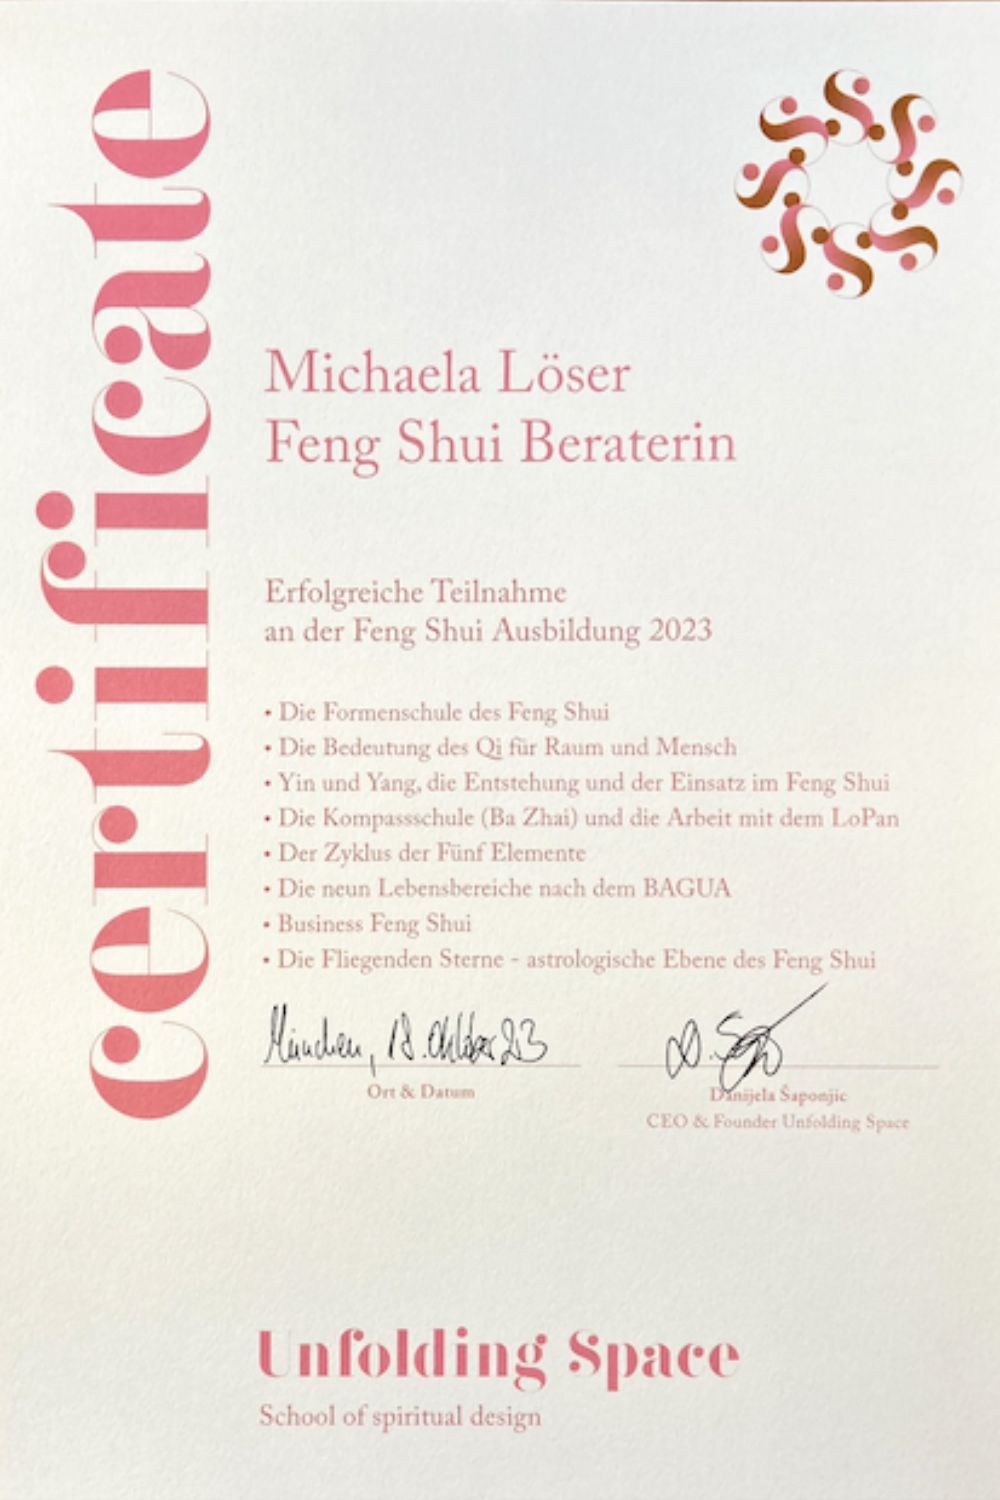 certificate
Michaela Löser
Feng Shui Beraterin
Erfolgreiche Teilnahme
an der Feng Shui Ausbildung 2023
• Die Formenschule des Feng Shui
• Die Bedeutung des Qi für Raum und Mensch
• Yin und Yang, die Entstehung und der Einsatz im Feng Shui
• Die Kompassschule (Ba Zhai) und die Arbeit mit dem LoPan
• Der Zyklus der Fünf Elemente
• Die neun Lebensbereiche nach dem BAGUA
• Business Feng Shui
• Die Fliegenden Sterne - astrologische Ebene des Feng Shui
München, 18. Oktober 23
Ort & Datum
Danijela Šaponjic
CEO & Founder Unfolding Space
Unfolding Space
School of spiritual design